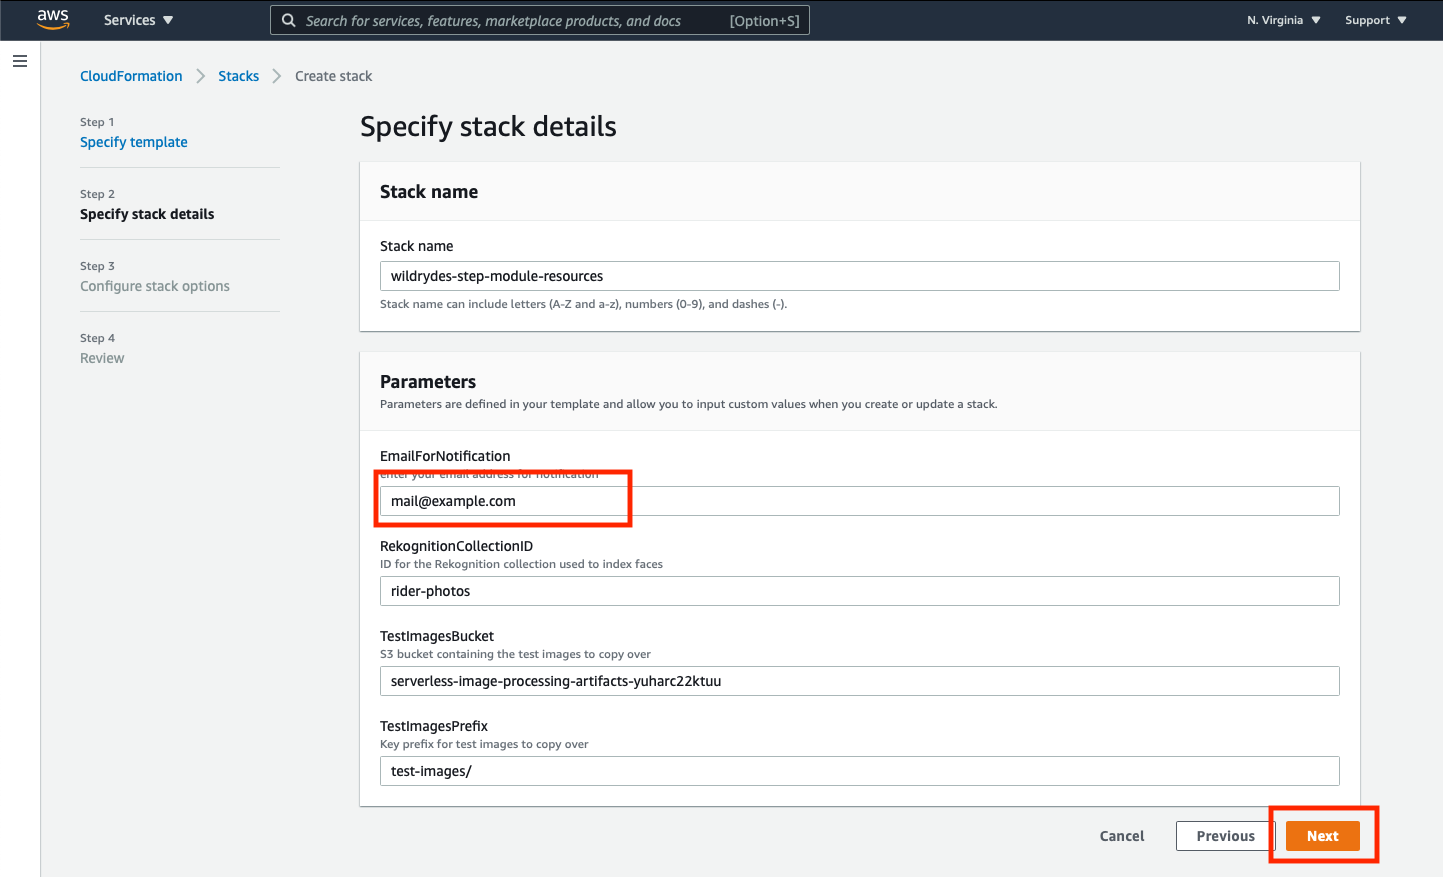 aws Services ▼ Search for services, features, marketplace products, and docs [Option+S] N. Virginia ▼ Support ▼
CloudFormation > Stacks > Create stack
Step 1
Specify template
Step 2
Specify stack details
Step 3
Configure stack options
Step 4
Review
Specify stack details
Stack name
Stack name
wildrydes-step-module-resources
Stack name can include letters (A-Z and a-z), numbers (0-9), and dashes (-).
Parameters
Parameters are defined in your template and allow you to input custom values when you create or update a stack.
EmailForNotification
enter your email address for notification
mail@example.com
RekognitionCollectionID
ID for the Rekognition collection used to index faces
rider-photos
TestImagesBucket
S3 bucket containing the test images to copy over
serverless-image-processing-artifacts-yuharc22ktuu
TestImagesPrefix
Key prefix for test images to copy over
test-images/
Cancel Previous Next